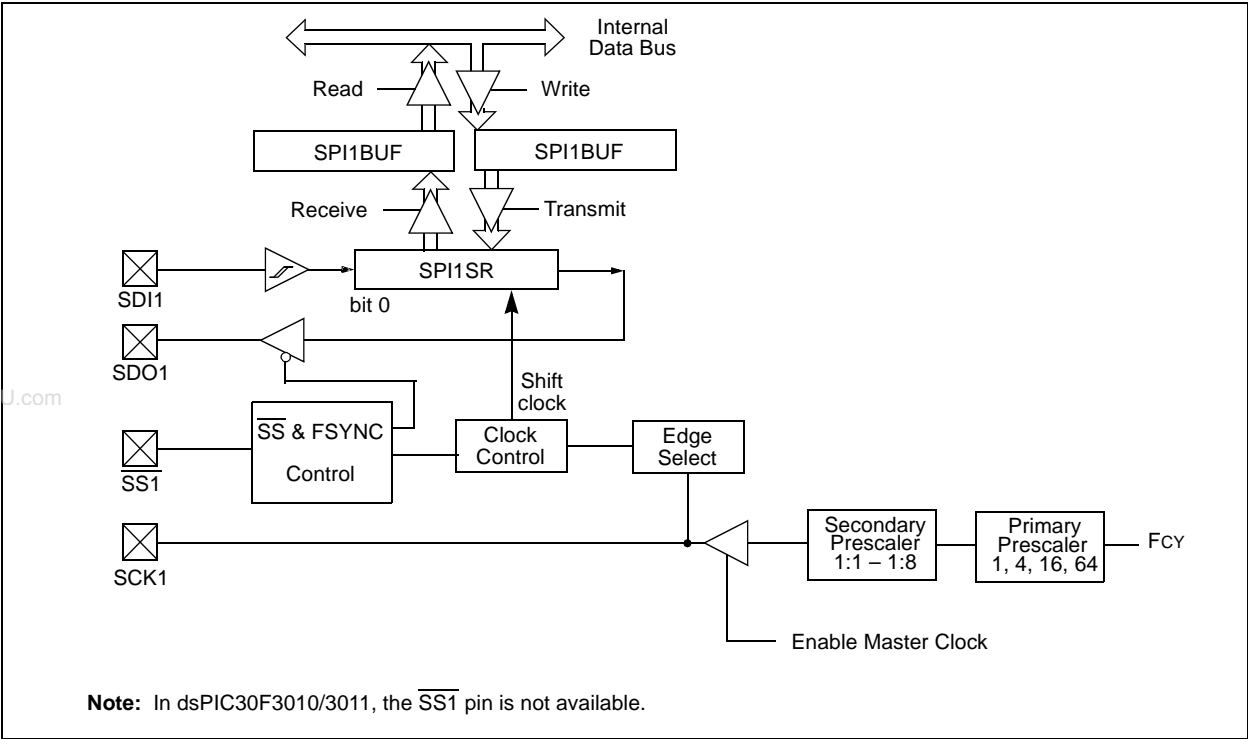 Internal
Data Bus
Read
Write
SPI1BUF
SPI1BUF
Receive
Transmit
SPI1SR
SDI1
bit 0
SDO1
Shift
clock
U.com
SS & FSYNC
Control
Clock
Control
Edge
Select
SS1
Secondary
Prescaler
1:1 – 1:8
Primary
Prescaler
1, 4, 16, 64
FCY
SCK1
Enable Master Clock
Note: In dsPIC30F3010/3011, the SS1 pin is not available.